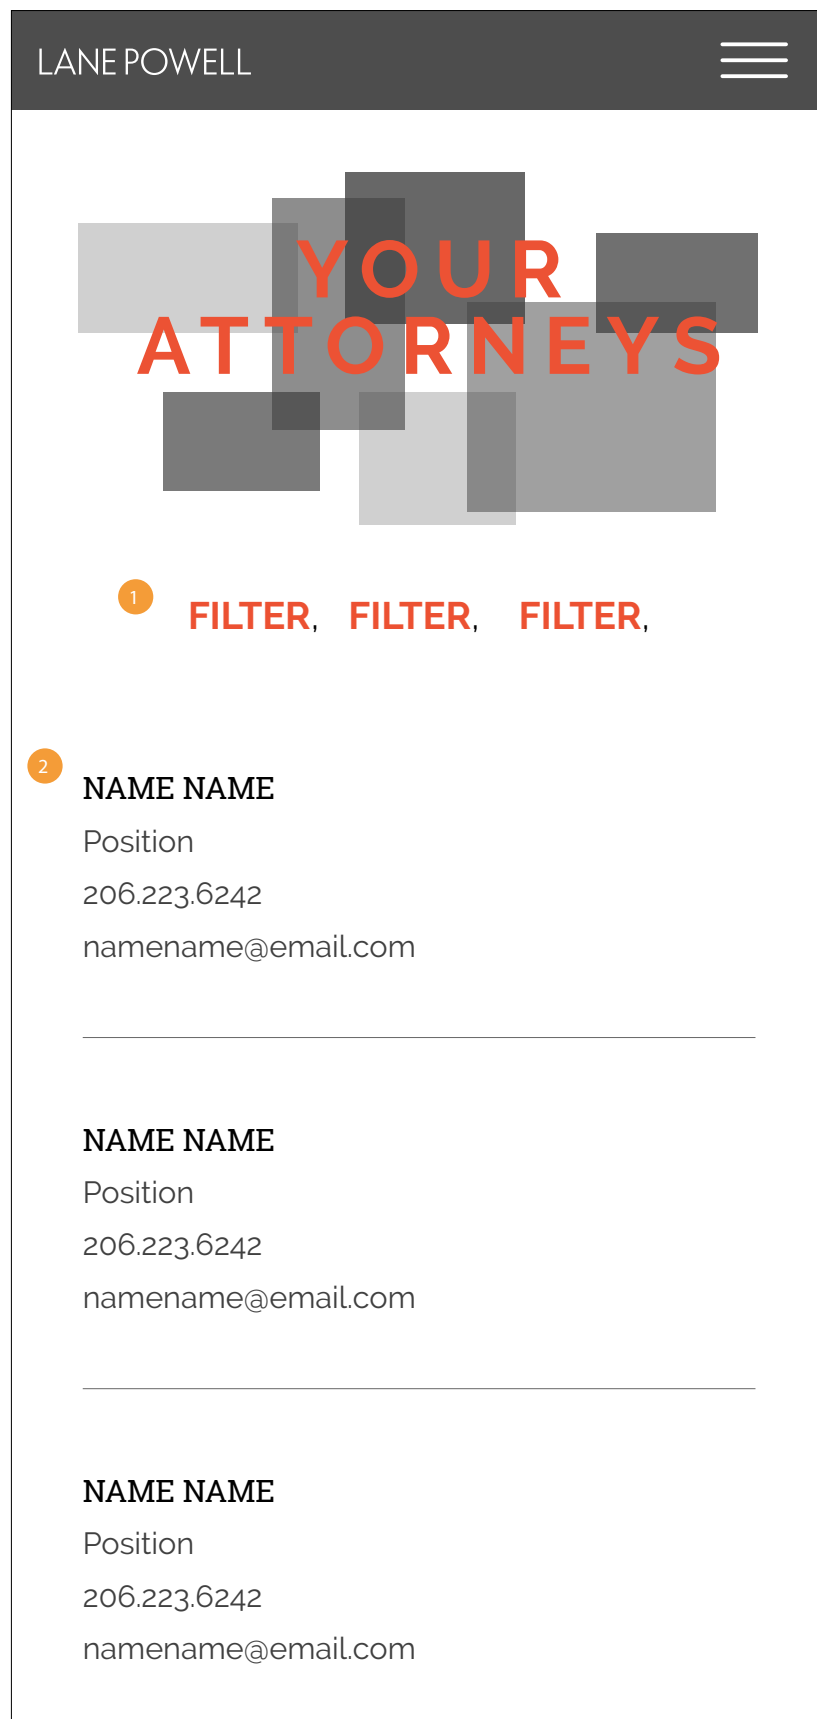 LANE POWELL
YOUR
ATTORNEYS
1
FILTER, FILTER, FILTER,
2
NAME NAME
Position
206.223.6242
namename@email.com
NAME NAME
Position
206.223.6242
namename@email.com
NAME NAME
Position
206.223.6242
namename@email.com